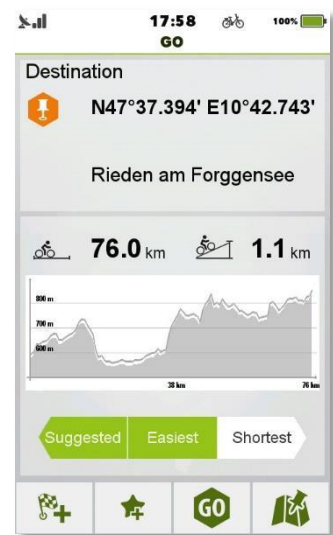 17:58 100%
GO
Destination
N47°37.394' E10°42.743'
Rieden am Forggensee
76.0 km 1.1 km
800 m
700 m
600 m
38 km 76 km
Suggested Easiest Shortest
GO